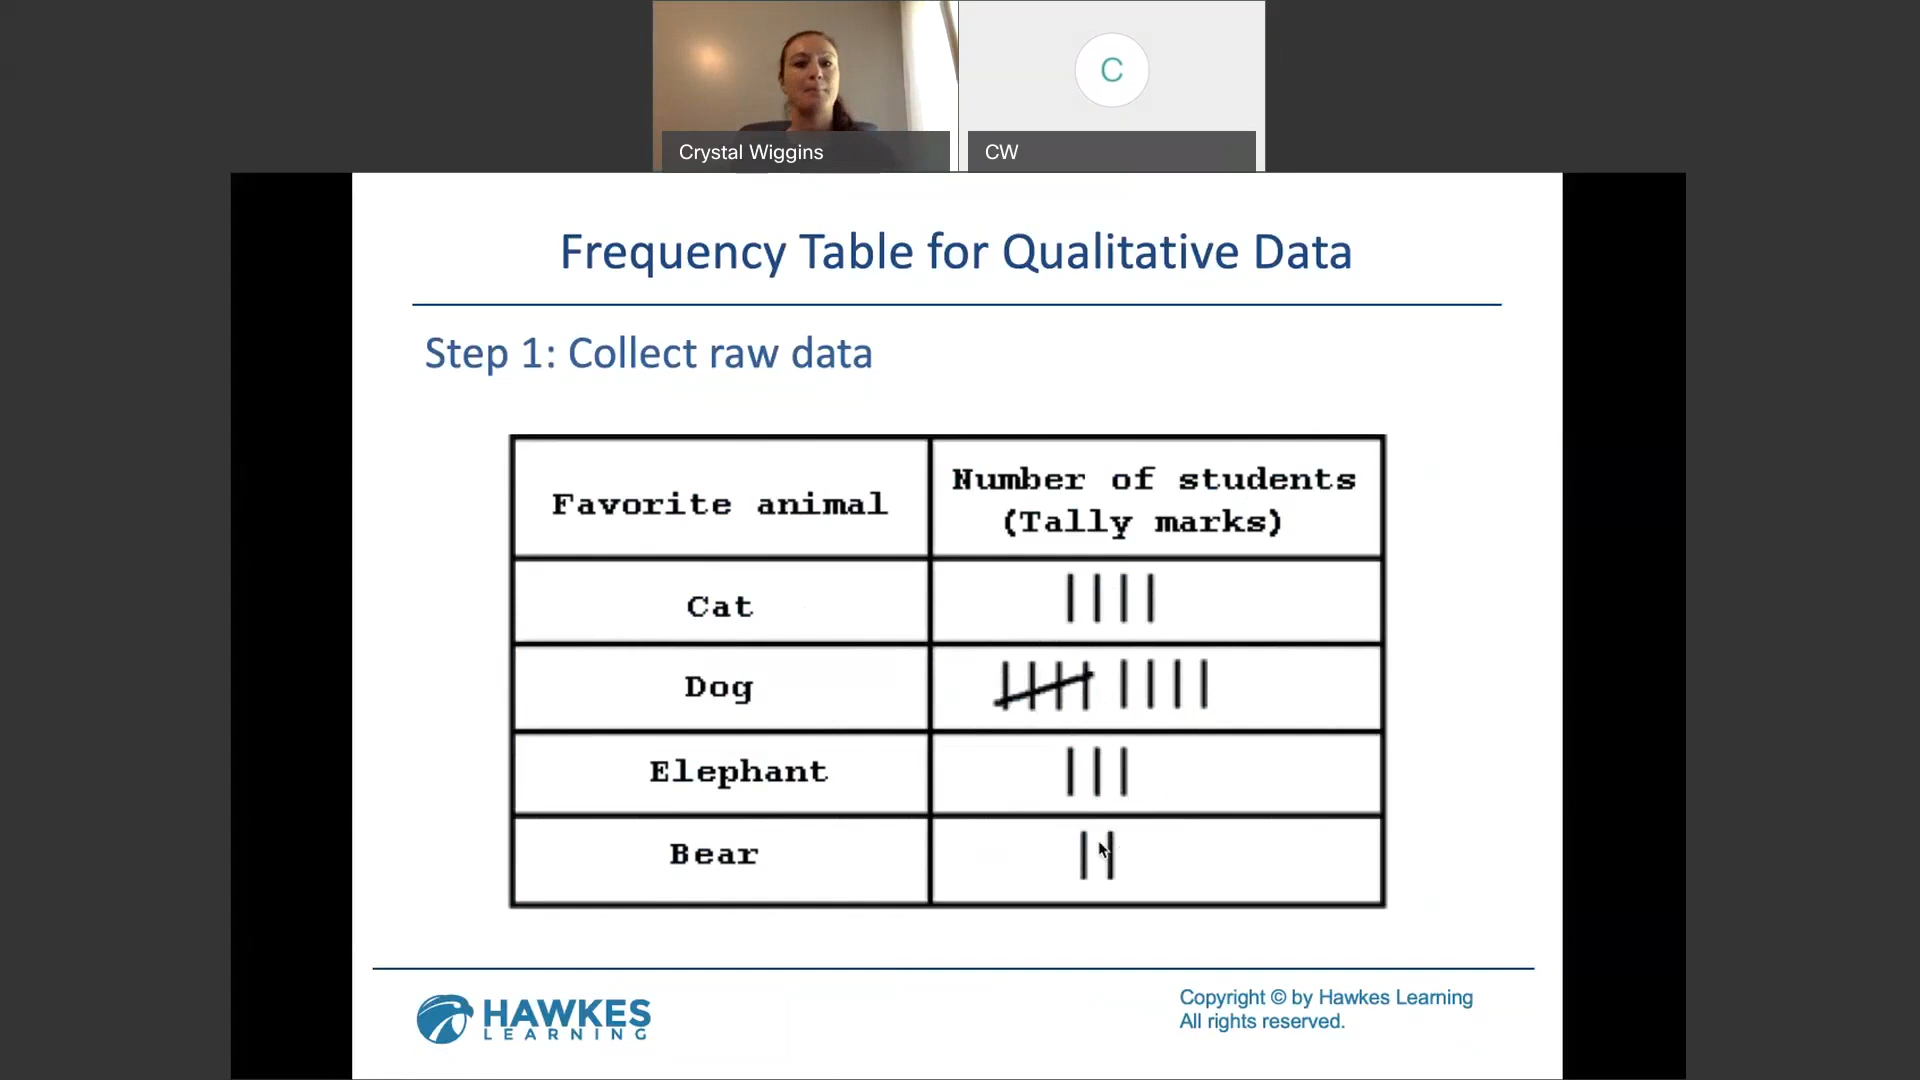 C
Crystal Wiggins
CW
Frequency Table for Qualitative Data
Step 1: Collect raw data
Favorite animal
Number of students
(Tally marks)
Cat
Dog
Elephant
Bear
HAWKES
LEARNING
Copyright © by Hawkes Learning
All rights reserved.